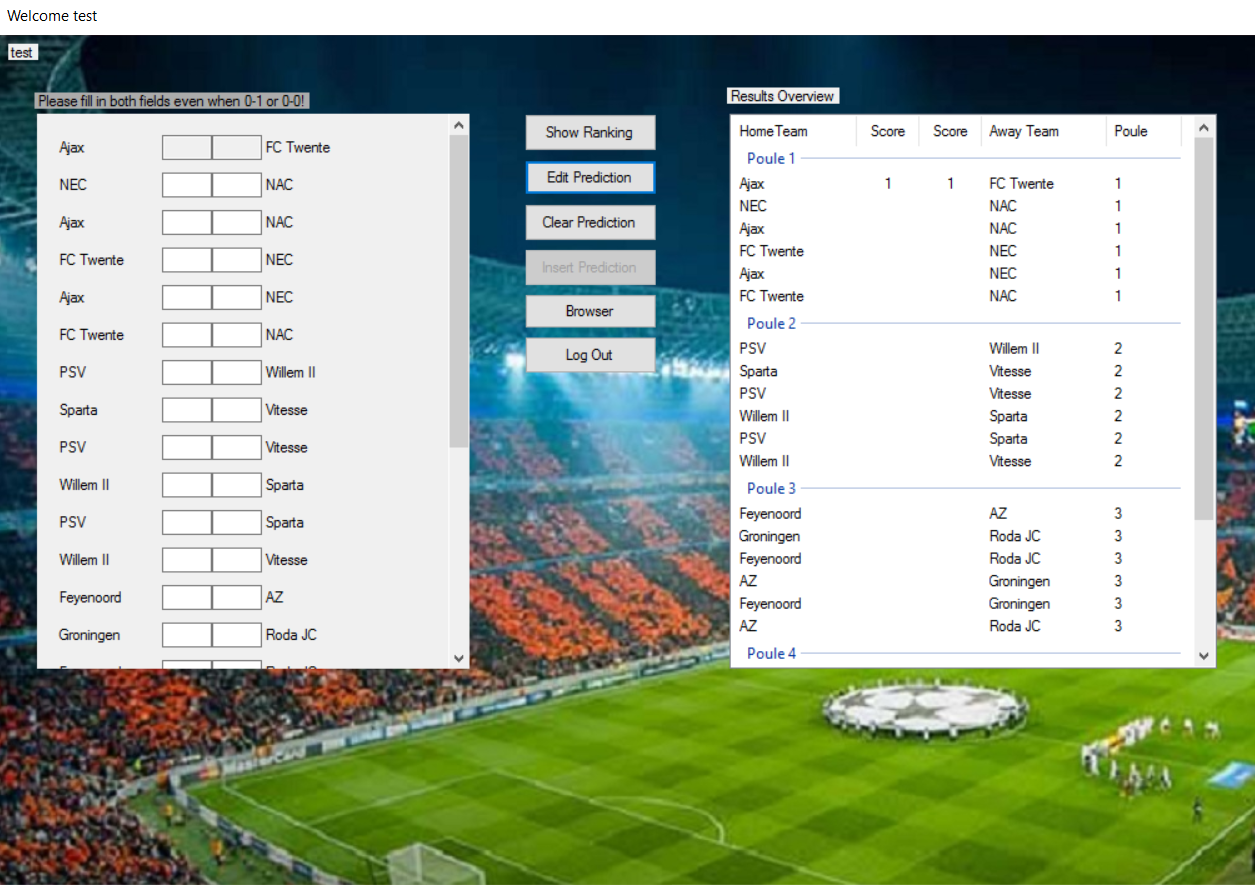 Welcome test
test
Please fill in both fields even when 0-1 or 0-0!
Ajax FC Twente
NEC NAC
Ajax NAC
FC Twente NEC
Ajax NEC
FC Twente NAC
PSV Willem II
Sparta Vitesse
PSV Vitesse
Willem II Sparta
PSV Sparta
Willem II Vitesse
Feyenoord AZ
Groningen Roda JC
Show Ranking
Edit Prediction
Clear Prediction
Insert Prediction
Browser
Log Out
Results Overview
HomeTeam Score Score Away Team Poule
Poule 1
Ajax 1 1 FC Twente 1
NEC NAC 1
Ajax NAC 1
FC Twente NEC 1
Ajax NEC 1
FC Twente NAC 1
Poule 2
PSV Willem II 2
Sparta Vitesse 2
PSV Vitesse 2
Willem II Sparta 2
PSV Sparta 2
Willem II Vitesse 2
Poule 3
Feyenoord AZ 3
Groningen Roda JC 3
Feyenoord Roda JC 3
AZ Groningen 3
Feyenoord Groningen 3
AZ Roda JC 3
Poule 4